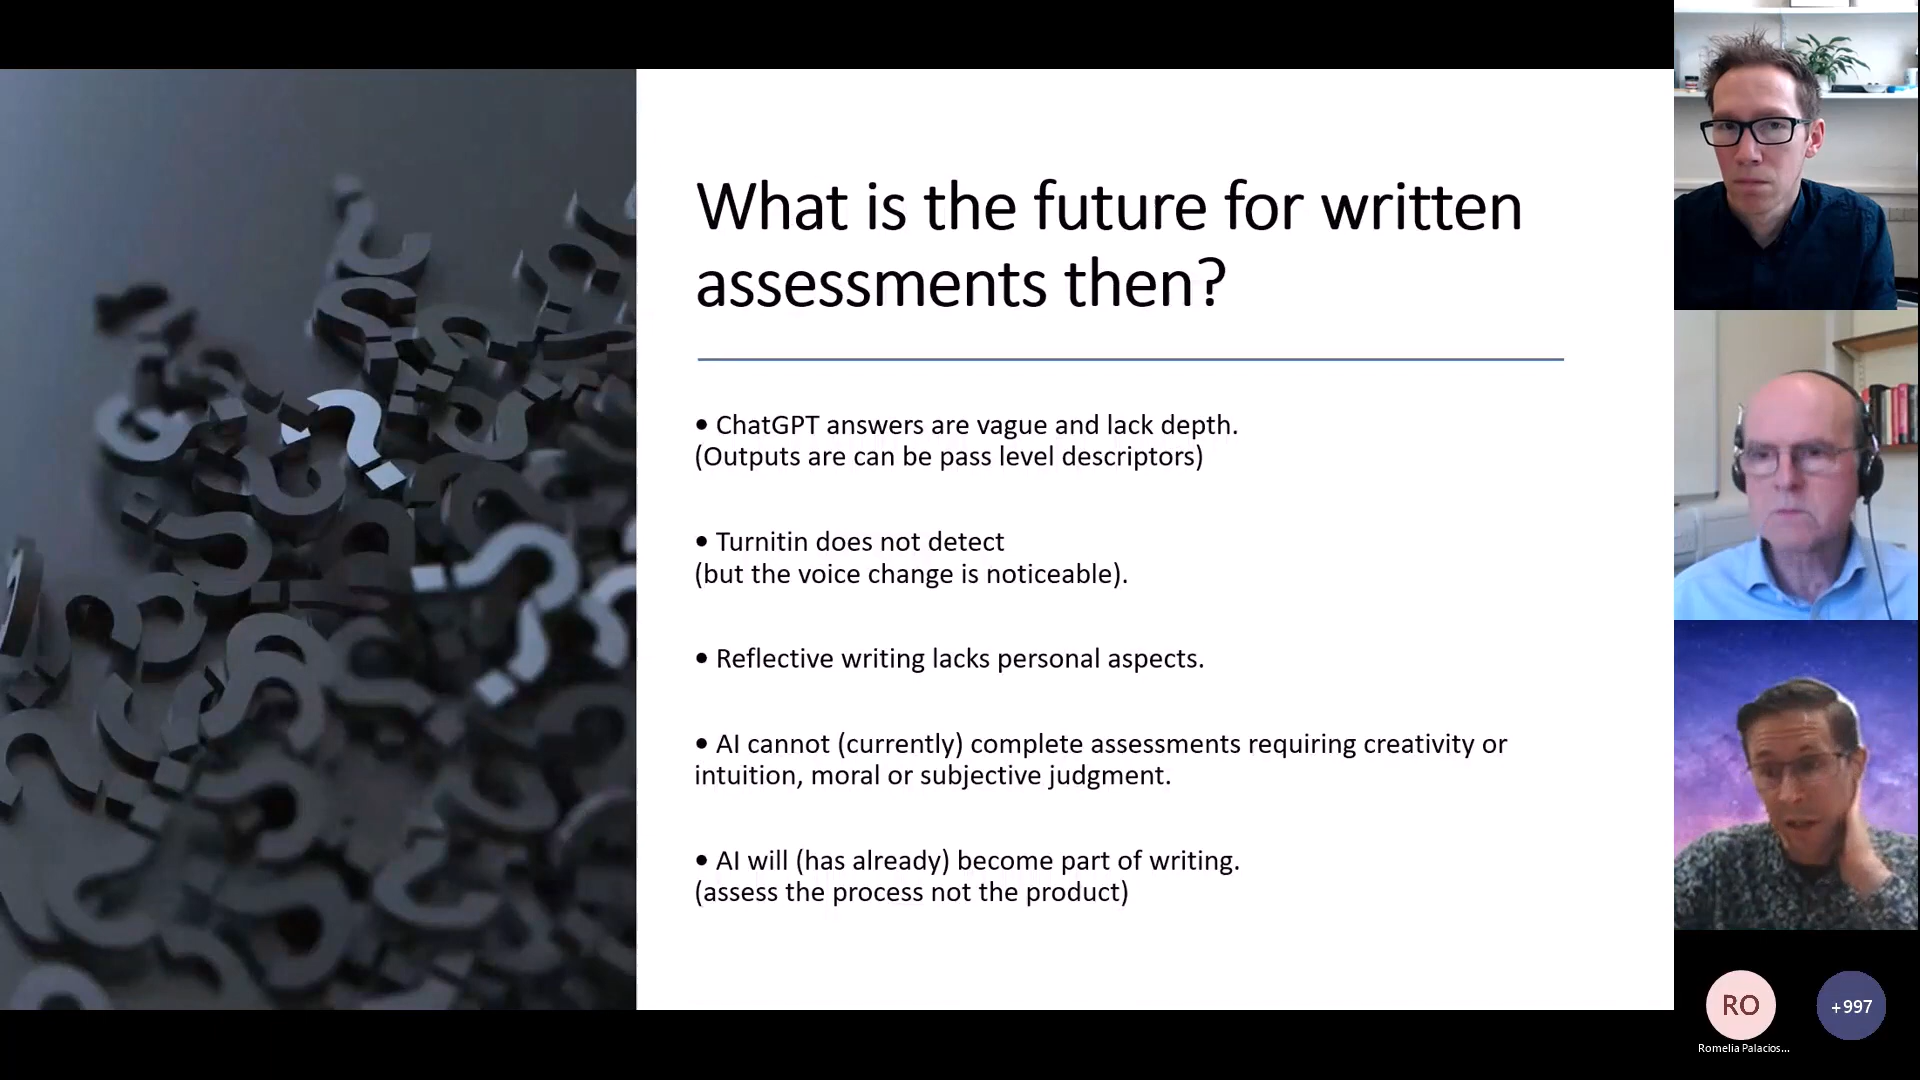 What is the future for written
assessments then?
• ChatGPT answers are vague and lack depth.
(Outputs are can be pass level descriptors)
• Turnitin does not detect
(but the voice change is noticeable).
• Reflective writing lacks personal aspects.
• AI cannot (currently) complete assessments requiring creativity or
intuition, moral or subjective judgment.
• AI will (has already) become part of writing.
(assess the process not the product)
RO
+997
Romelia Palacios...